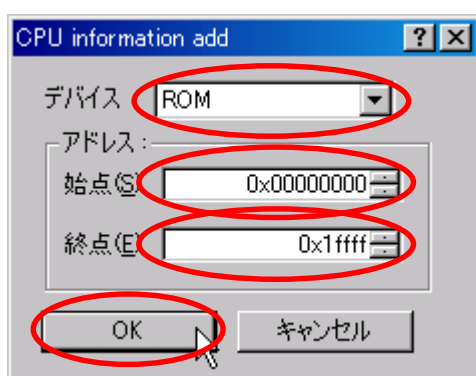 CPU information add
デバイス ROM
アドレス:
始点(S) 0x00000000
終点(E) 0x1ffff
OK キャンセル